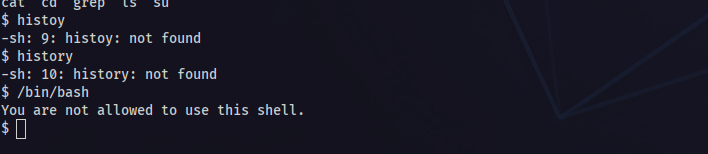 cat  cd  grep  ls  su
$ histoy
-sh: 9: histoy: not found
$ history
-sh: 10: history: not found
$ /bin/bash
You are not allowed to use this shell.
$